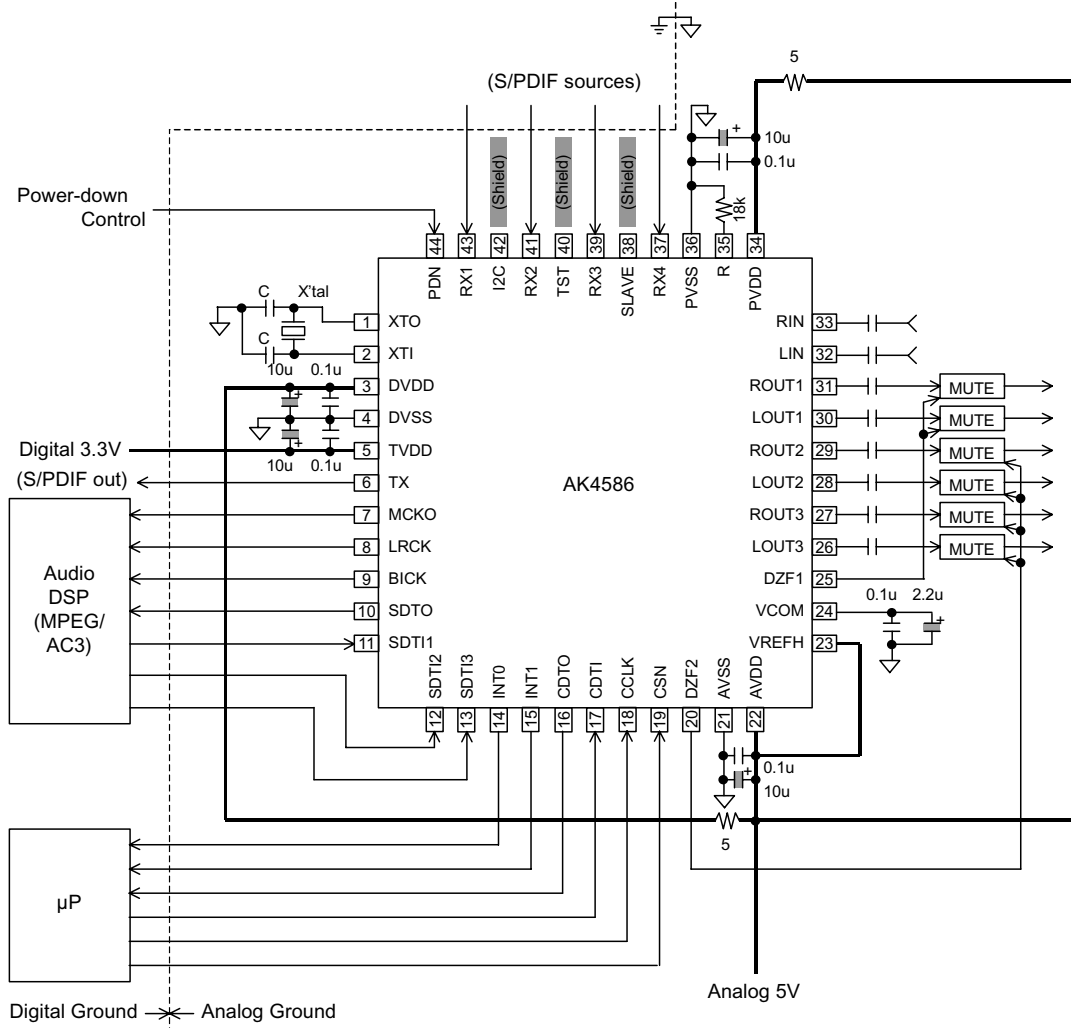 5
(S/PDIF sources)
+
10u
0.1u
(Shield)
(Shield)
(Shield)
18k
Power-down
Control
44
43
42
41
40
39
38
37
36
35
34
PDN
RX1
I2C
RX2
TST
RX3
SLAVE
RX4
PVSS
R
PVDD
C
X'tal
C
1 XTO
2 XTI
10u 0.1u
3 DVDD
+
4 DVSS
+
Digital 3.3V
5 TVDD
10u 0.1u
(S/PDIF out)
6 TX
7 MCKO
8 LRCK
9 BICK
10 SDTO
11 SDTI1
AK4586
RIN 33
LIN 32
ROUT1 31 MUTE
LOUT1 30 MUTE
ROUT2 29 MUTE
LOUT2 28 MUTE
ROUT3 27 MUTE
LOUT3 26 MUTE
DZF1 25
0.1u 2.2u
VCOM 24
+
VREFH 23
Audio
DSP
(MPEG/
AC3)
SDTI2
SDTI3
INT0
INT1
CDTO
CDTI
CCLK
CSN
DZF2
AVSS
AVDD
12
13
14
15
16
17
18
19
20
21
22
0.1u
+
10u
5
µP
Analog 5V
Digital Ground Analog Ground